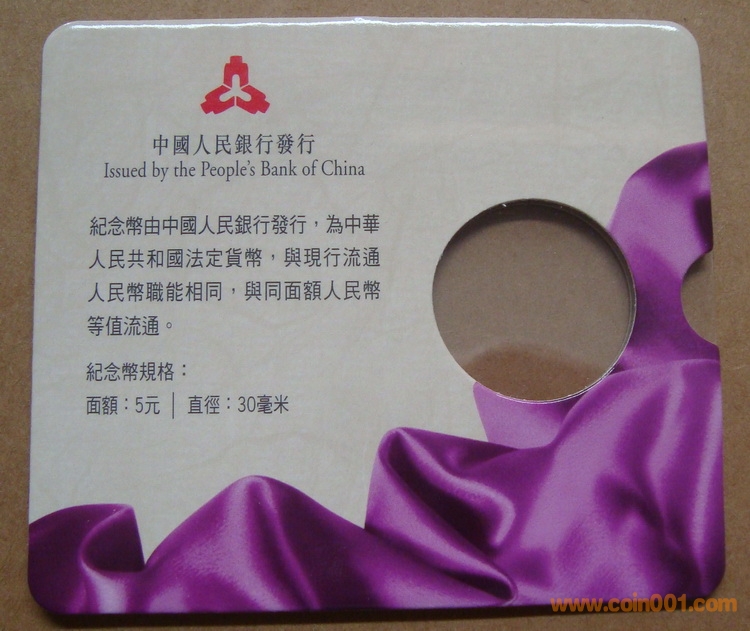 中國人民銀行發行
Issued by the People's Bank of China
紀念幣由中國人民銀行發行，為中華
人民共和國法定貨幣，與現行流通
人民幣職能相同，與同面額人民幣
等值流通。
紀念幣規格：
面額：5元│直徑：30毫米
www.coin001.com